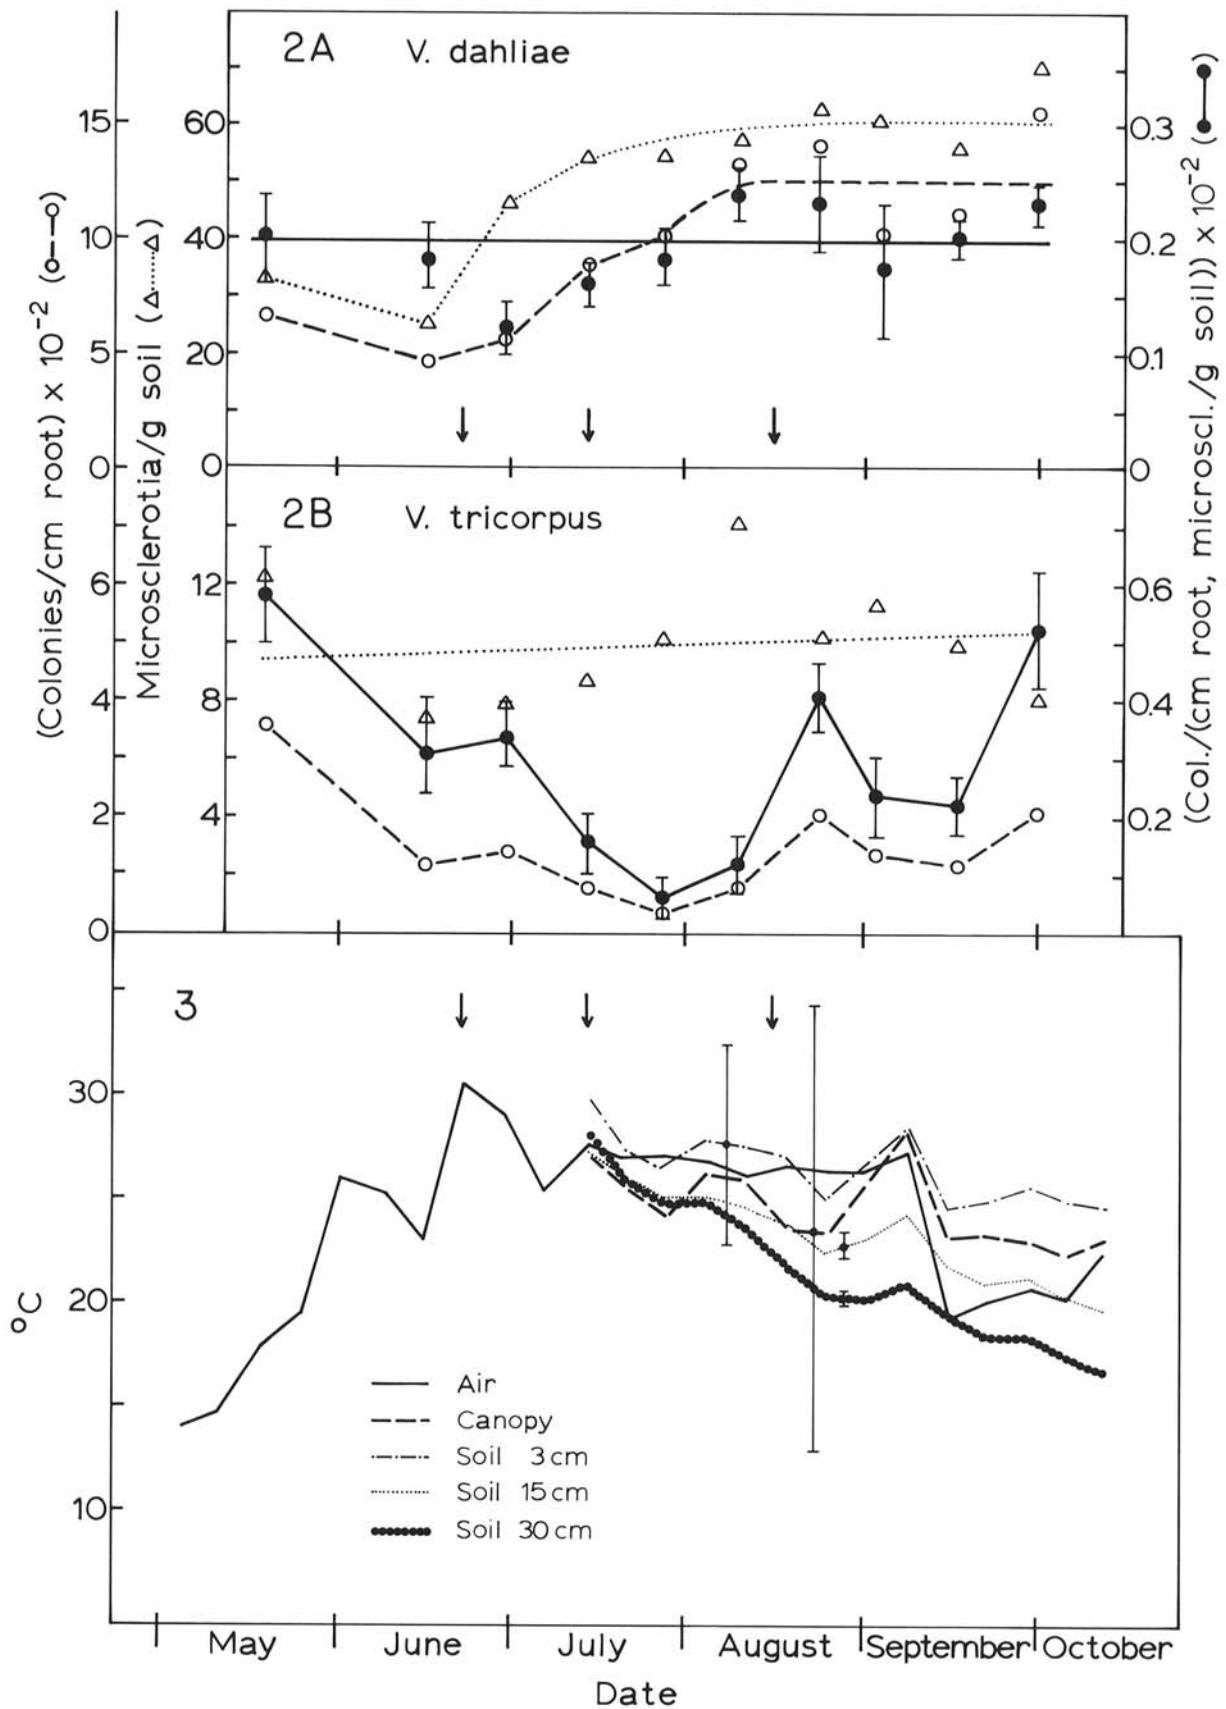 2A V. dahliae
15
60
0.3
10
40
0.2
5
20
0.1
0
0
0
(Colonies/cm root) x 10⁻² (o--o)
Microsclerotia/g soil (△......△)
(Col./(cm root, microscl./g soil)) x 10⁻² (●—●)
2B V. tricorpus
6
12
0.6
4
8
0.4
2
4
0.2
0
3
30
20
10
°C
Air
Canopy
Soil 3 cm
Soil 15 cm
Soil 30 cm
May June July August September October
Date